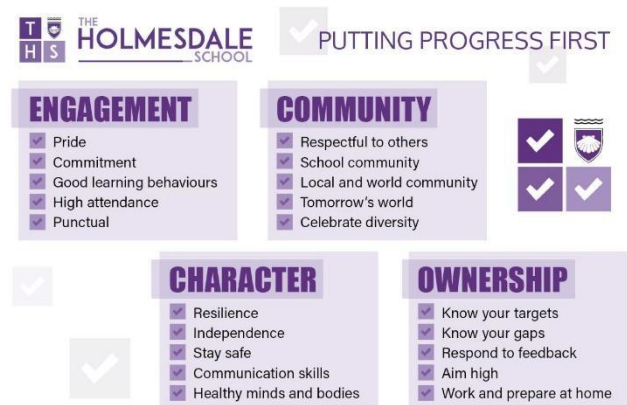 T
H S
THE
HOLMESDALE
SCHOOL
PUTTING PROGRESS FIRST
ENGAGEMENT
Pride
Commitment
Good learning behaviours
High attendance
Punctual
COMMUNITY
Respectful to others
School community
Local and world community
Tomorrow's world
Celebrate diversity
CHARACTER
Resilience
Independence
Stay safe
Communication skills
Healthy minds and bodies
OWNERSHIP
Know your targets
Know your gaps
Respond to feedback
Aim high
Work and prepare at home